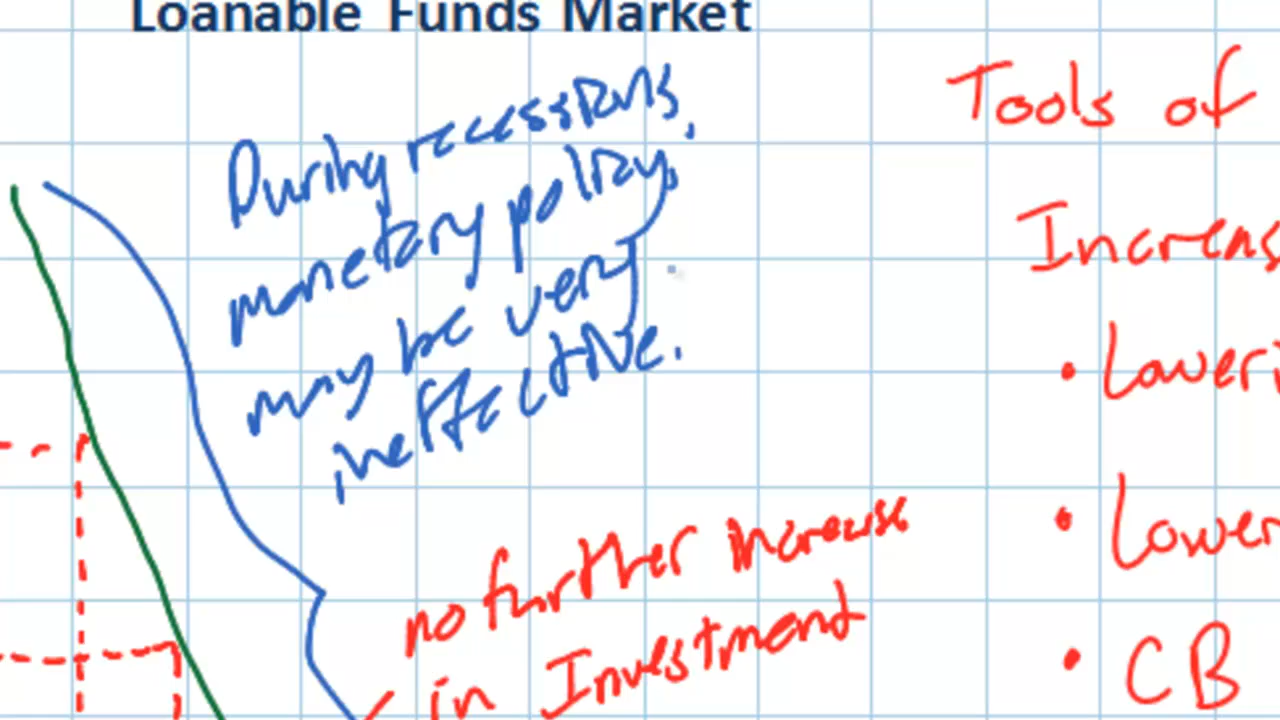 Loanable Funds Market
During recessions,
monetary policy,
may be very
ineffective.
no further increase
in Investment
Tools of
Increas
• Loweri
• Lower
• CB